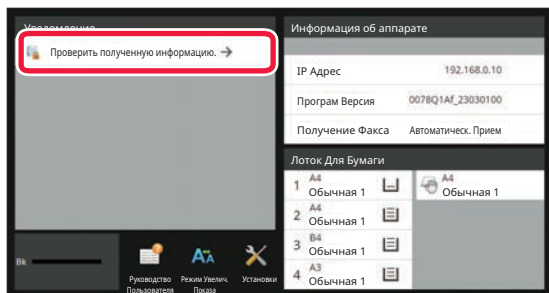 Уведомление
Проверить полученную информацию. →
Информация об аппарате
IP Адрес 192.168.0.10
Програм Версия 0078Q1Af_23030100
Получение Факса Автоматическ. Прием
Лоток Для Бумаги
1 A4 Обычная 1
A4 Обычная 1
2 A4 Обычная 1
3 B4 Обычная 1
4 A3 Обычная 1
Bk
Руководство Пользователя
Режим Увелич. Показа
Установки